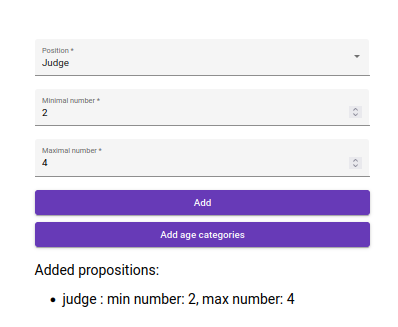 Position *
Judge
Minimal number *
2
Maximal number *
4
Add
Add age categories
Added propositions:
• judge : min number: 2, max number: 4